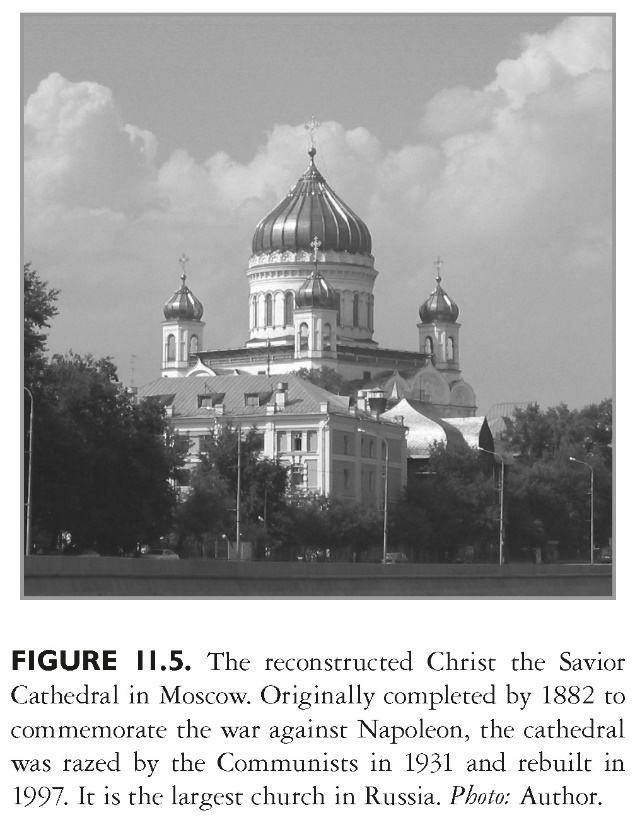 FIGURE 11.5. The reconstructed Christ the Savior
Cathedral in Moscow. Originally completed by 1882 to
commemorate the war against Napoleon, the cathedral
was razed by the Communists in 1931 and rebuilt in
1997. It is the largest church in Russia. Photo: Author.